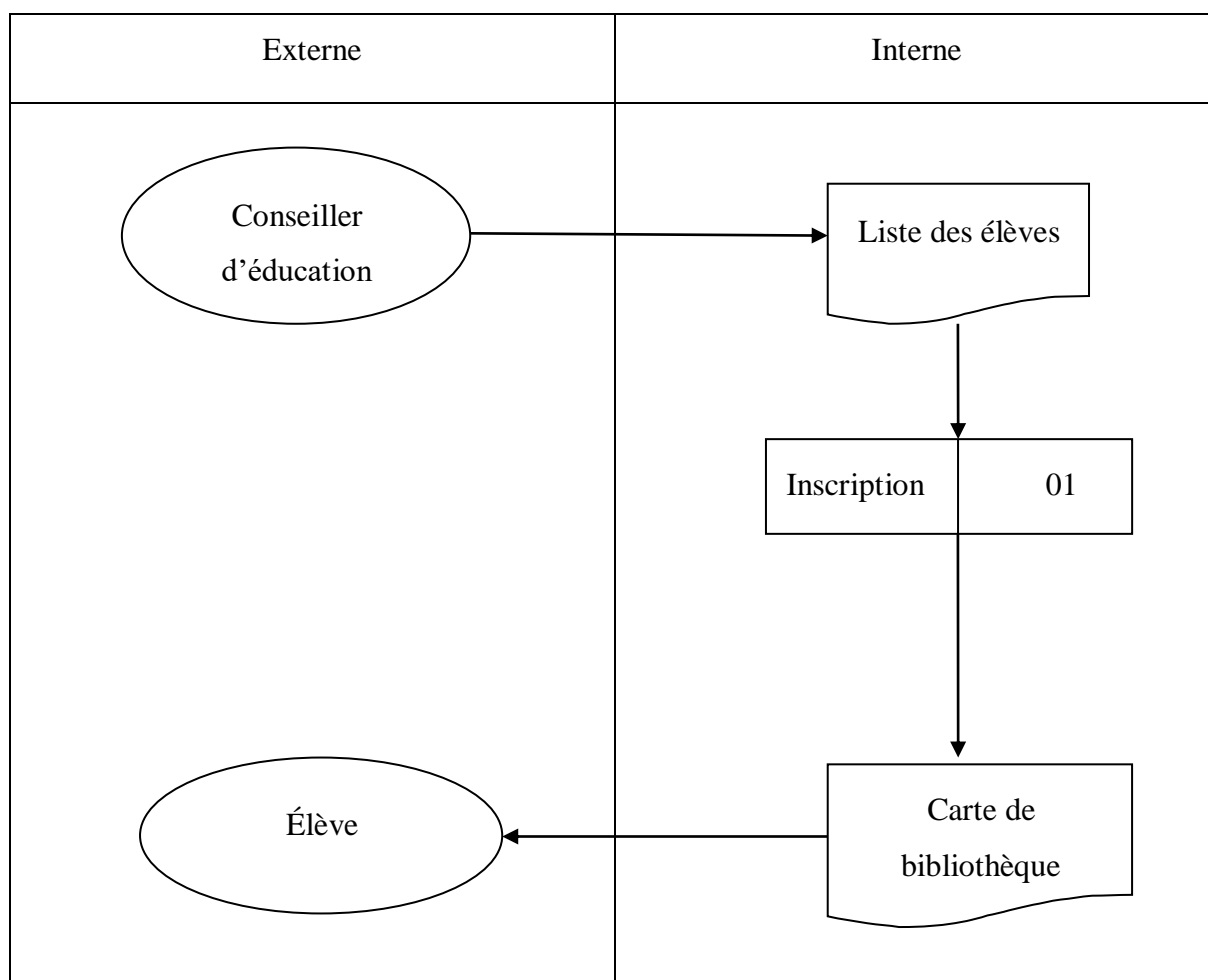 Externe
Interne
Conseiller
d’éducation
Liste des élèves
Inscription
01
Élève
Carte de
bibliothèque